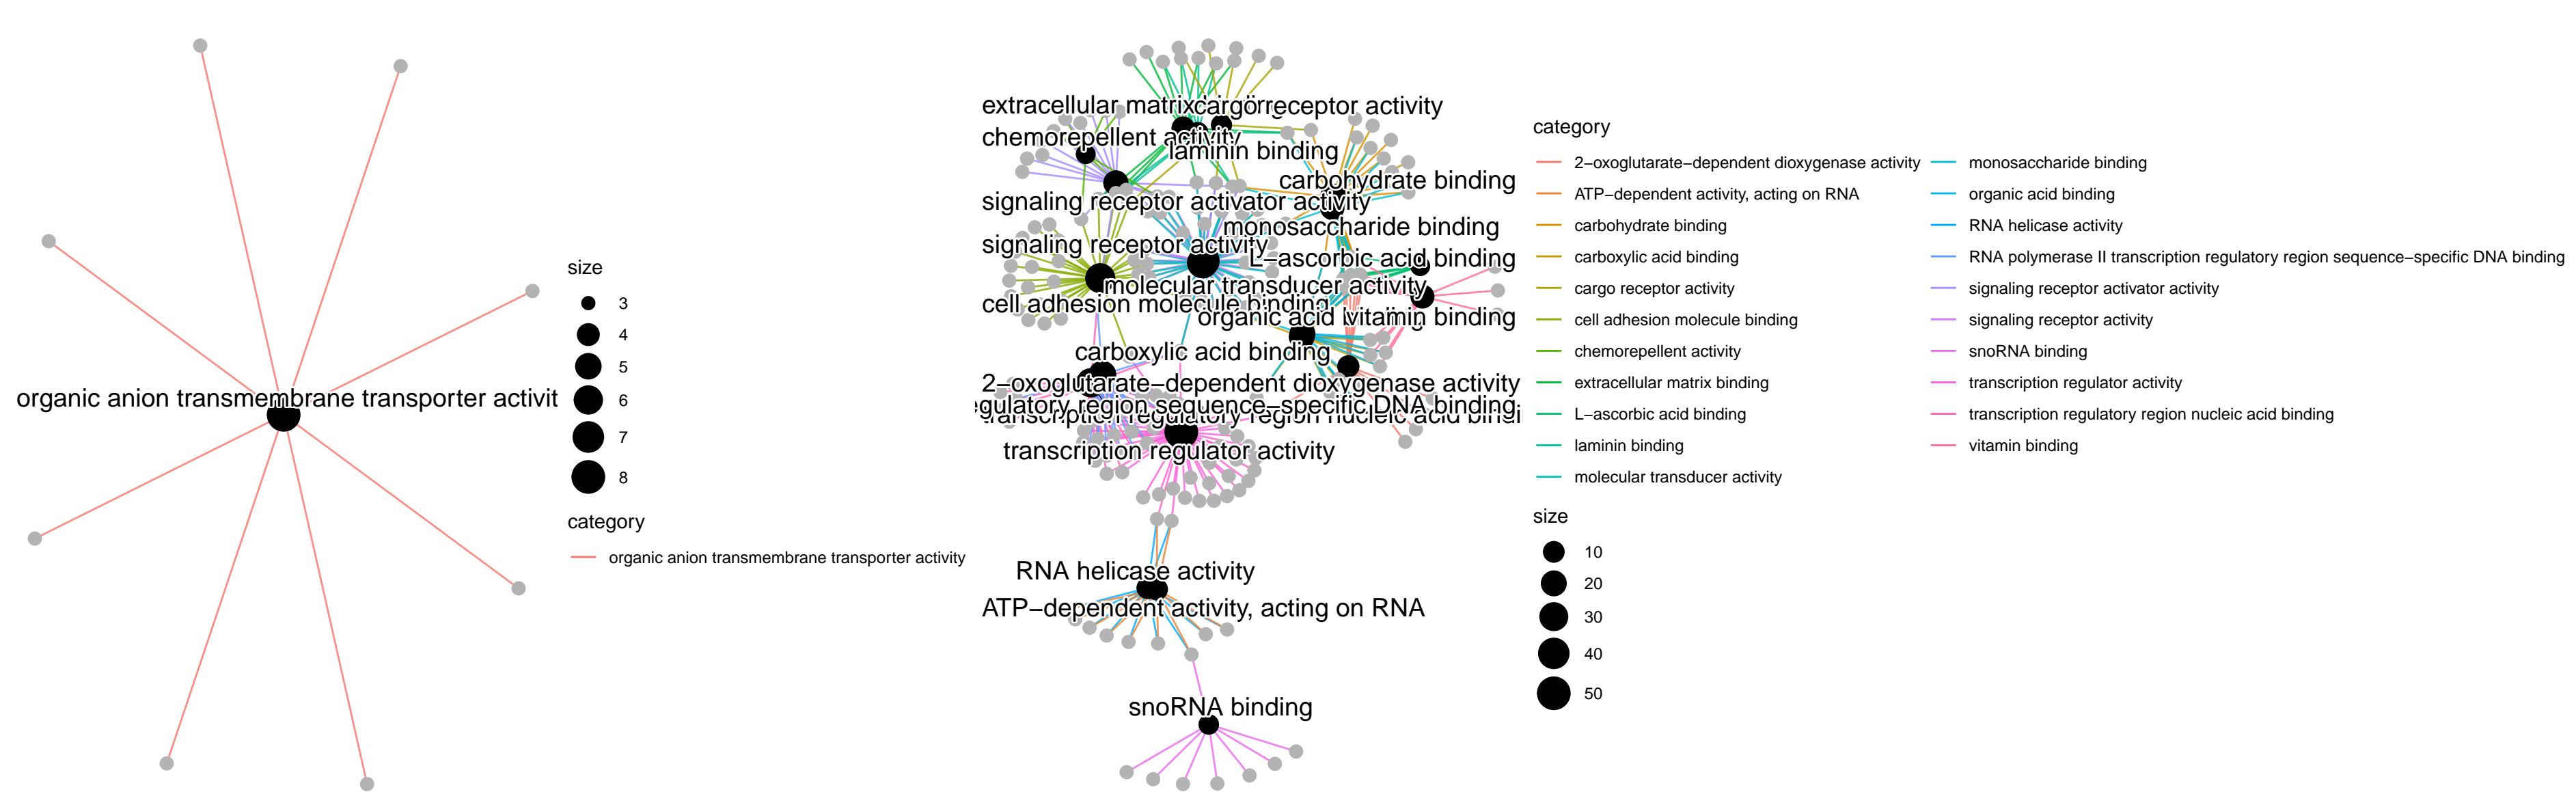 organic anion transmembrane transporter activit
size
3
4
5
6
7
8
category
organic anion transmembrane transporter activity
extracellular matrix
cargo receptor activity
chemorepellent activity
laminin binding
carbohydrate binding
signaling receptor activator activity
monosaccharide binding
signaling receptor activity
L−ascorbic acid binding
molecular transducer activity
cell adhesion molecule binding
organic acid
vitamin binding
carboxylic acid binding
2−oxoglutarate−dependent dioxygenase activity
egulatory region sequence−specific DNA binding
transcription regulatory region nucleic acid bindi
transcription regulator activity
RNA helicase activity
ATP−dependent activity, acting on RNA
snoRNA binding
category
2−oxoglutarate−dependent dioxygenase activity
ATP−dependent activity, acting on RNA
carbohydrate binding
carboxylic acid binding
cargo receptor activity
cell adhesion molecule binding
chemorepellent activity
extracellular matrix binding
L−ascorbic acid binding
laminin binding
molecular transducer activity
monosaccharide binding
organic acid binding
RNA helicase activity
RNA polymerase II transcription regulatory region sequence−specific DNA binding
signaling receptor activator activity
signaling receptor activity
snoRNA binding
transcription regulator activity
transcription regulatory region nucleic acid binding
vitamin binding
size
10
20
30
40
50